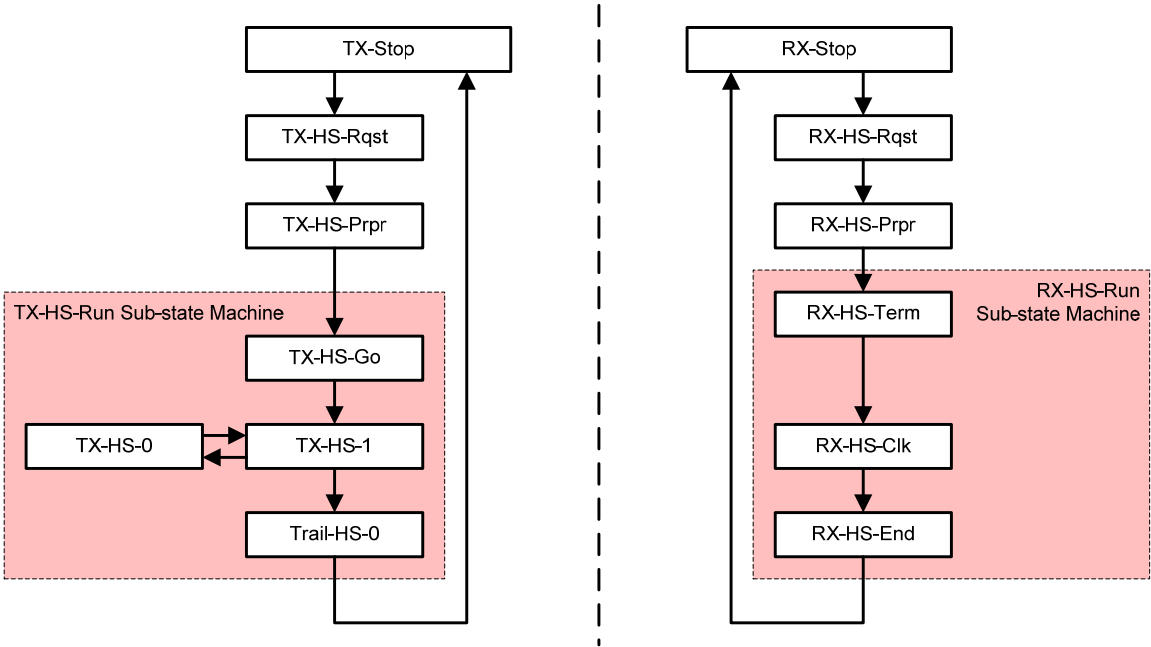 TX-Stop
TX-HS-Rqst
TX-HS-Prpr
TX-HS-Run Sub-state Machine
TX-HS-Go
TX-HS-0
TX-HS-1
Trail-HS-0
RX-Stop
RX-HS-Rqst
RX-HS-Prpr
RX-HS-Run
Sub-state Machine
RX-HS-Term
RX-HS-Clk
RX-HS-End